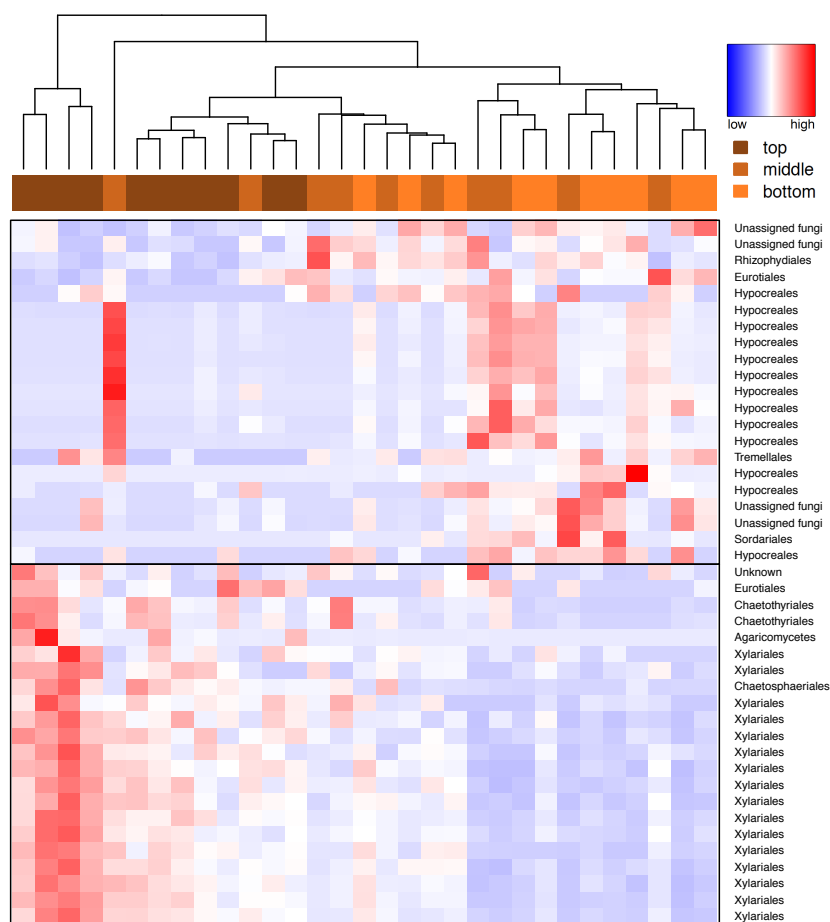 low high
top
middle
bottom
Unassigned fungi
Unassigned fungi
Rhizophydiales
Eurotiales
Hypocreales
Hypocreales
Hypocreales
Hypocreales
Hypocreales
Hypocreales
Hypocreales
Hypocreales
Hypocreales
Hypocreales
Tremellales
Hypocreales
Hypocreales
Unassigned fungi
Unassigned fungi
Sordariales
Hypocreales
Unknown
Eurotiales
Chaetothyriales
Chaetothyriales
Agaricomycetes
Xylariales
Xylariales
Chaetosphaeriales
Xylariales
Xylariales
Xylariales
Xylariales
Xylariales
Xylariales
Xylariales
Xylariales
Xylariales
Xylariales
Xylariales
Xylariales
Xylariales
Xylariales